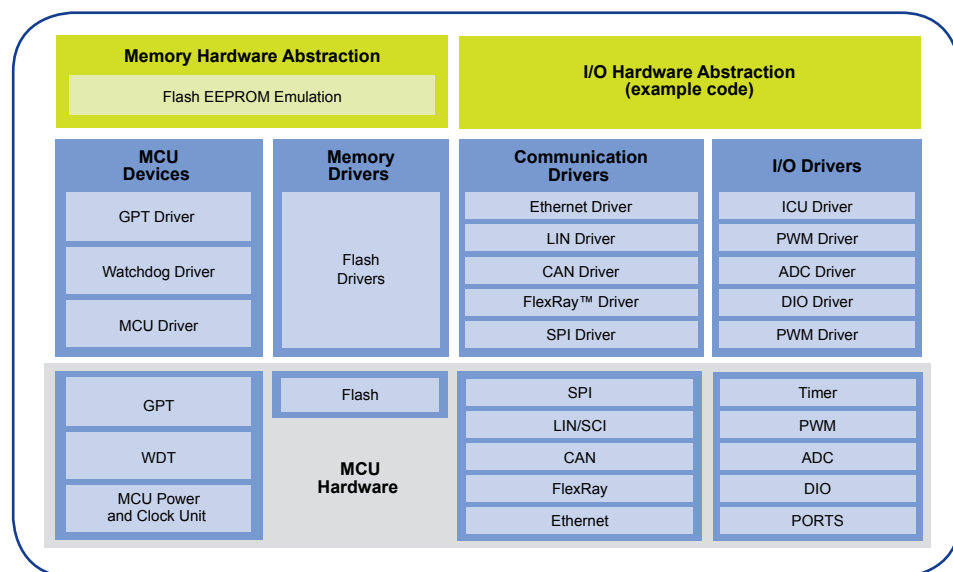 Memory Hardware Abstraction
Flash EEPROM Emulation
I/O Hardware Abstraction
(example code)
MCU
Devices
GPT Driver
Watchdog Driver
MCU Driver
Memory
Drivers
Flash
Drivers
Communication
Drivers
Ethernet Driver
LIN Driver
CAN Driver
FlexRay™ Driver
SPI Driver
I/O Drivers
ICU Driver
PWM Driver
ADC Driver
DIO Driver
PWM Driver
GPT
WDT
MCU Power
and Clock Unit
Flash
MCU
Hardware
SPI
LIN/SCI
CAN
FlexRay
Ethernet
Timer
PWM
ADC
DIO
PORTS